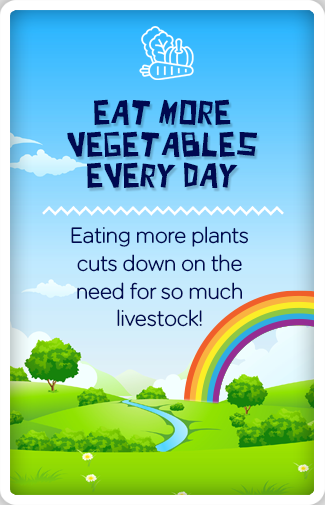 EAT MORE
VEGETABLES
EVERY DAY
Eating more plants
cuts down on the
need for so much
livestock!